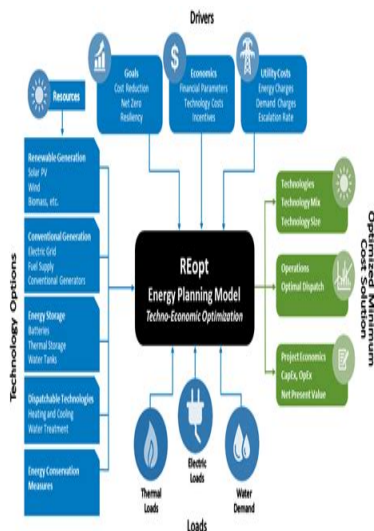 Drivers
Goals
Cost Reduction
Net Zero
Resiliency
Economics
Financial Parameters
Technology Costs
Incentives
Utility Costs
Energy Charges
Demand Charges
Escalation Rate
Technology Options
Resources
Renewable Generation
Solar PV
Wind
Biomass, etc.
Conventional Generation
Electric Grid
Fuel Supply
Conventional Generators
Energy Storage
Batteries
Thermal Storage
Water Tanks
Dispatchable Technologies
Heating and Cooling
Water Treatment
Energy Conservation
Measures
REopt
Energy Planning Model
Techno-Economic Optimization
Technologies
Technology Mix
Technology Size
Operations
Optimal Dispatch
Project Economics
CapEx, OpEx
Net Present Value
Optimized Minimum
Cost Solution
Thermal
Loads
Electric
Loads
Water
Demand
Loads